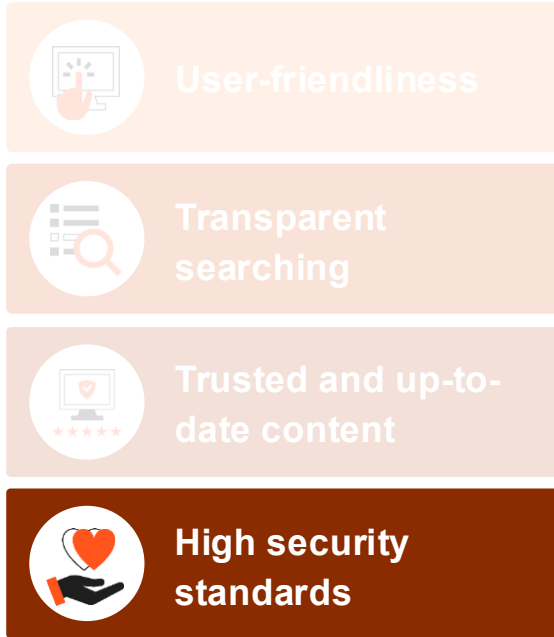 User-friendliness
Transparent
searching
Trusted and up-to-
date content
High security
standards